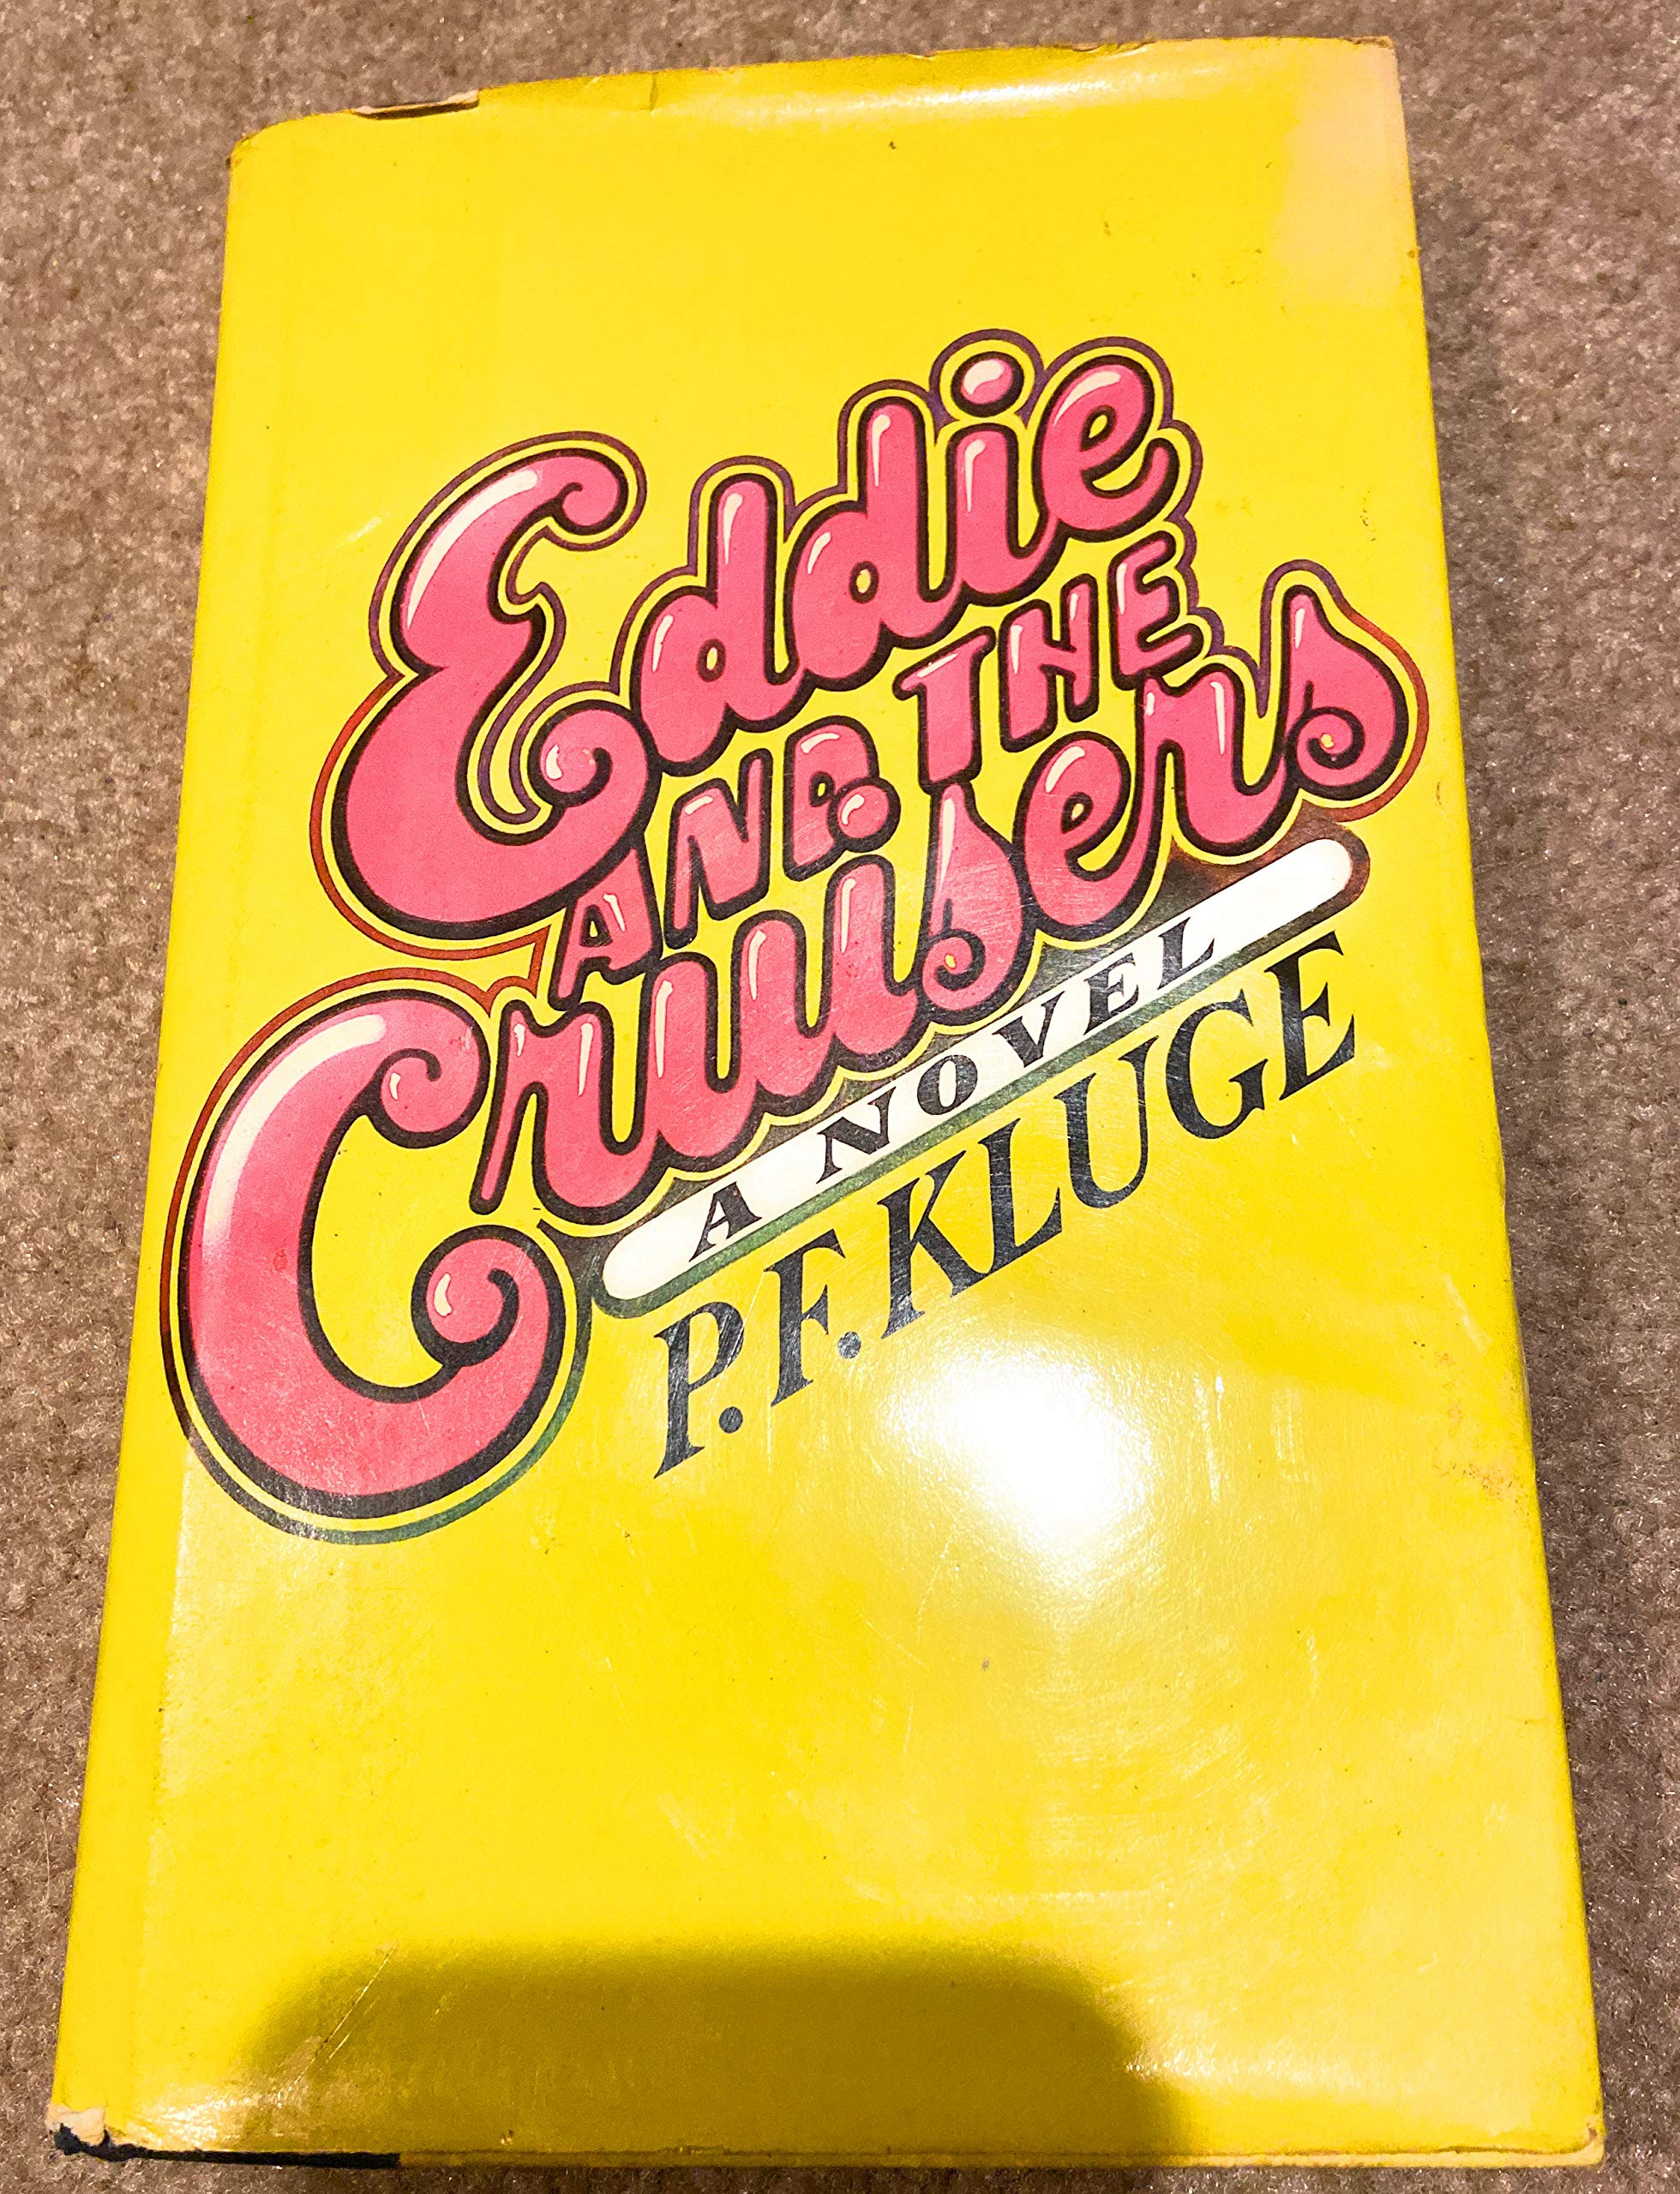 Eddie
AND THE
Cruisers
A NOVEL
P.F. KLUGE